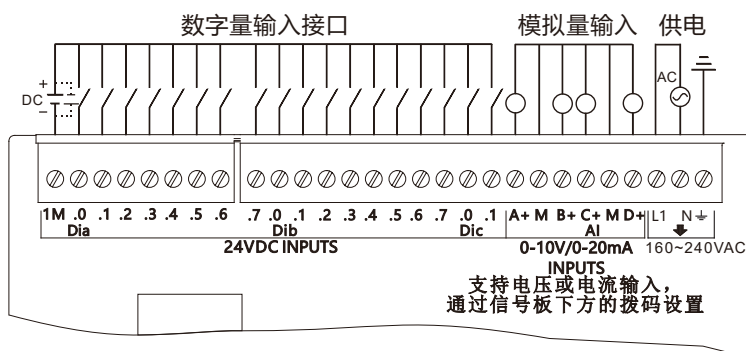 数字量输入接口 模拟量输入 供电
+
DC
−
AC
1M .0 .1 .2 .3 .4 .5 .6 .7 .0 .1 .2 .3 .4 .5 .6 .7 .0 .1 A+ M B+ C+ M D+ L1 N
Dia Dib Dic AI
24VDC INPUTS 0-10V/0-20mA 160~240VAC
INPUTS
支持电压或电流输入，
通过信号板下方的拨码设置